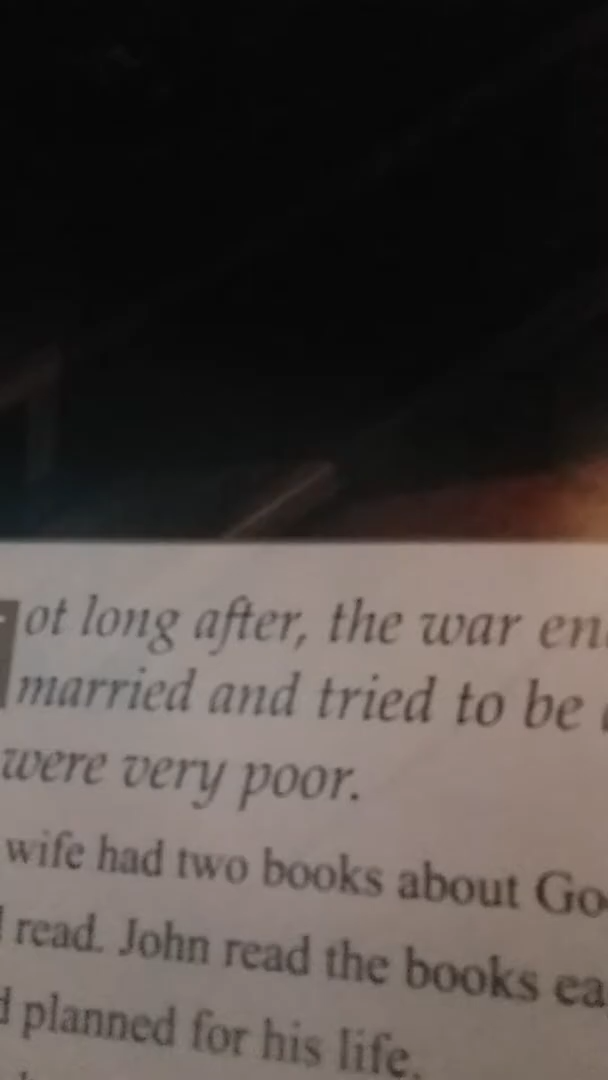 ot long after, the war en
married and tried to be
were very poor.
wife had two books about Go
read. John read the books ea
planned for his life.